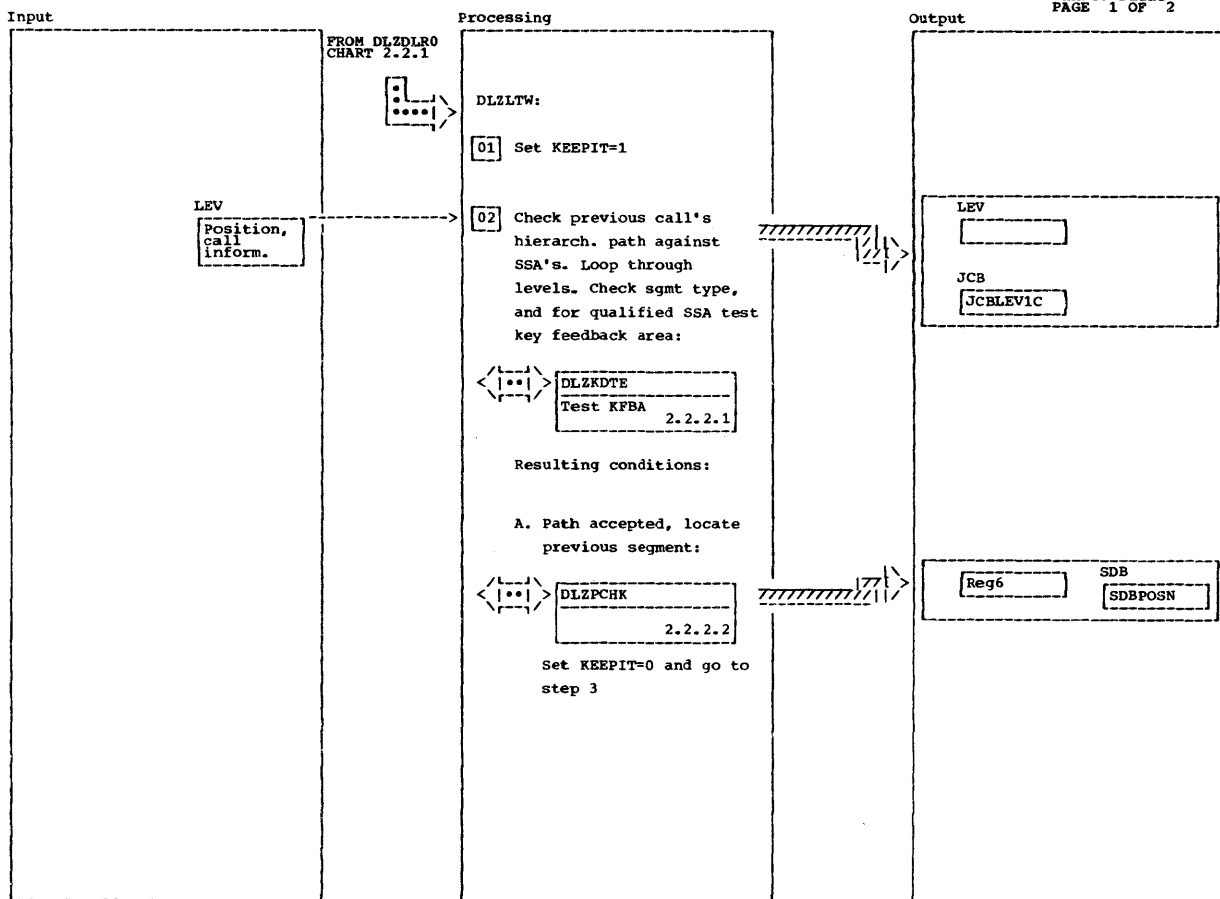 PAGE 1 OF 2
Input
Processing
Output
FROM DLZDLR0
CHART 2.2.1
DLZLTW:
01 Set KEEPIT=1
LEV
Position,
call
inform.
02 Check previous call's
hierarch. path against
SSA's. Loop through
levels. Check sgmt type,
and for qualified SSA test
key feedback area:
LEV
JCB
JCBLEV1C
DLZKDTE
Test KFBA
2.2.2.1
Resulting conditions:
A. Path accepted, locate
previous segment:
DLZPCHK
2.2.2.2
Reg6
SDB
SDBPOSN
Set KEEPIT=0 and go to
step 3